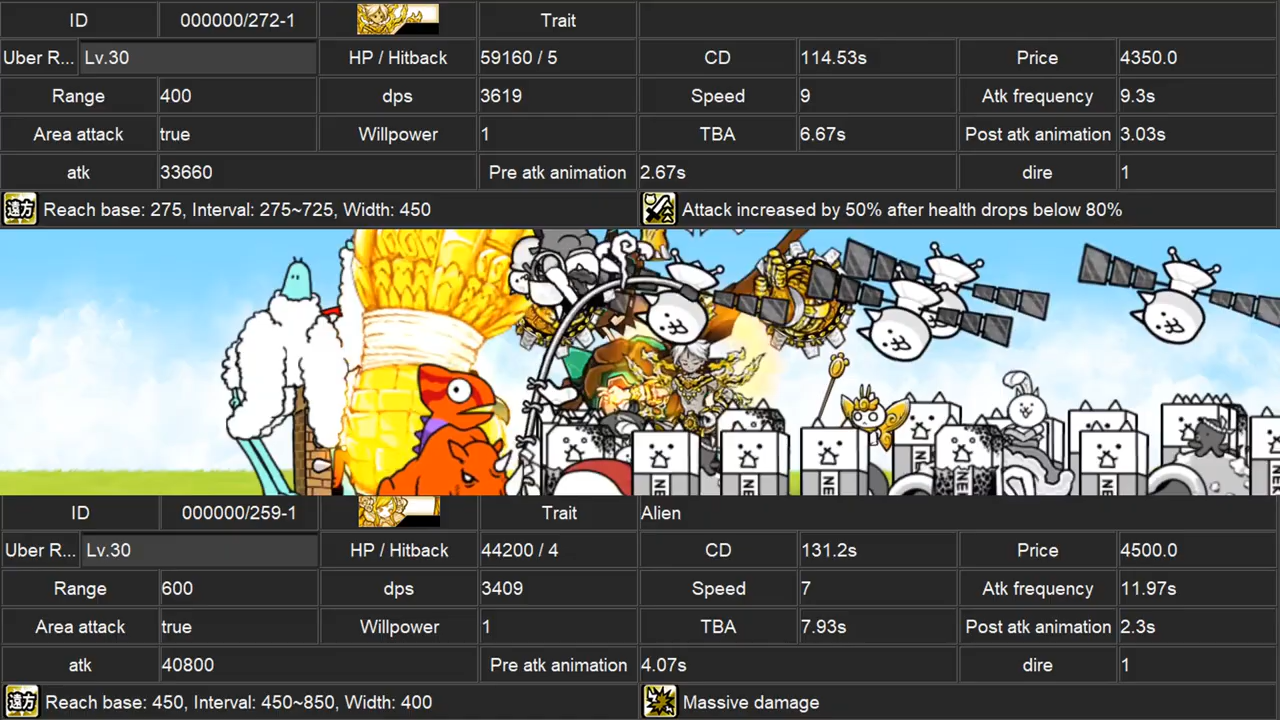 ID 000000/272-1 Trait
Uber R... Lv.30 HP / Hitback 59160 / 5 CD 114.53s Price 4350.0
Range 400 dps 3619 Speed 9 Atk frequency 9.3s
Area attack true Willpower 1 TBA 6.67s Post atk animation 3.03s
atk 33660 Pre atk animation 2.67s dire 1
遠方 Reach base: 275, Interval: 275~725, Width: 450 Attack increased by 50% after health drops below 80%
ID 000000/259-1 Trait Alien
Uber R... Lv.30 HP / Hitback 44200 / 4 CD 131.2s Price 4500.0
Range 600 dps 3409 Speed 7 Atk frequency 11.97s
Area attack true Willpower 1 TBA 7.93s Post atk animation 2.3s
atk 40800 Pre atk animation 4.07s dire 1
遠方 Reach base: 450, Interval: 450~850, Width: 400 Massive damage